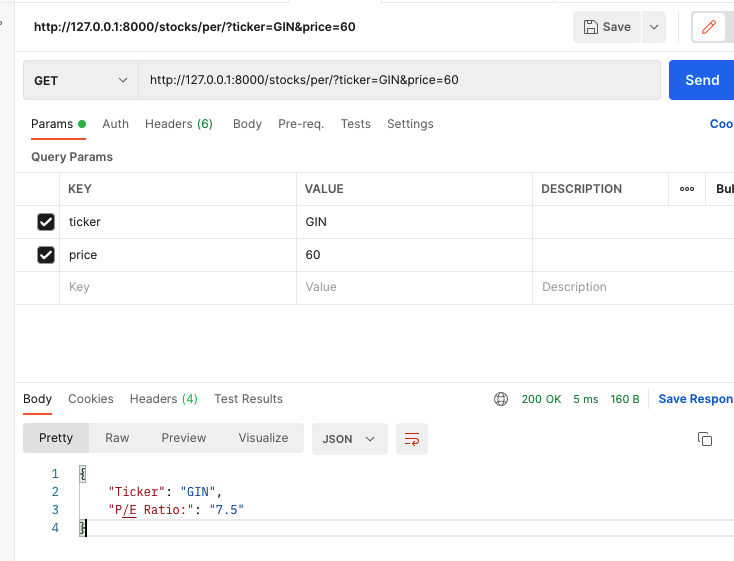 http://127.0.0.1:8000/stocks/per/?ticker=GIN&price=60
Save
GET
http://127.0.0.1:8000/stocks/per/?ticker=GIN&price=60
Send
Params Auth Headers (6) Body Pre-req. Tests Settings Coo
Query Params
KEY VALUE DESCRIPTION ooo Bul
ticker GIN
price 60
Key Value Description
Body Cookies Headers (4) Test Results 200 OK 5 ms 160 B Save Respon
Pretty Raw Preview Visualize JSON
1 {
2 "Ticker": "GIN",
3 "P/E Ratio:": "7.5"
4 }